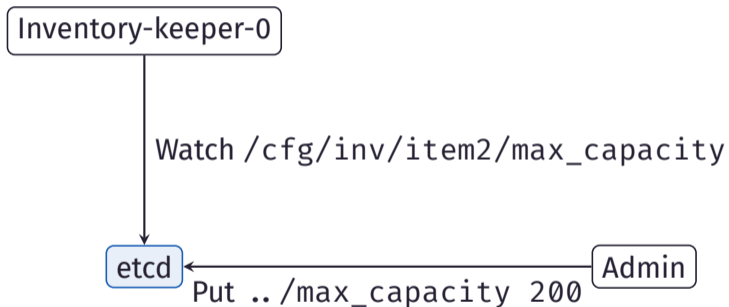 Inventory-keeper-0
Watch /cfg/inv/item2/max_capacity
etcd
Admin
Put ../max_capacity 200